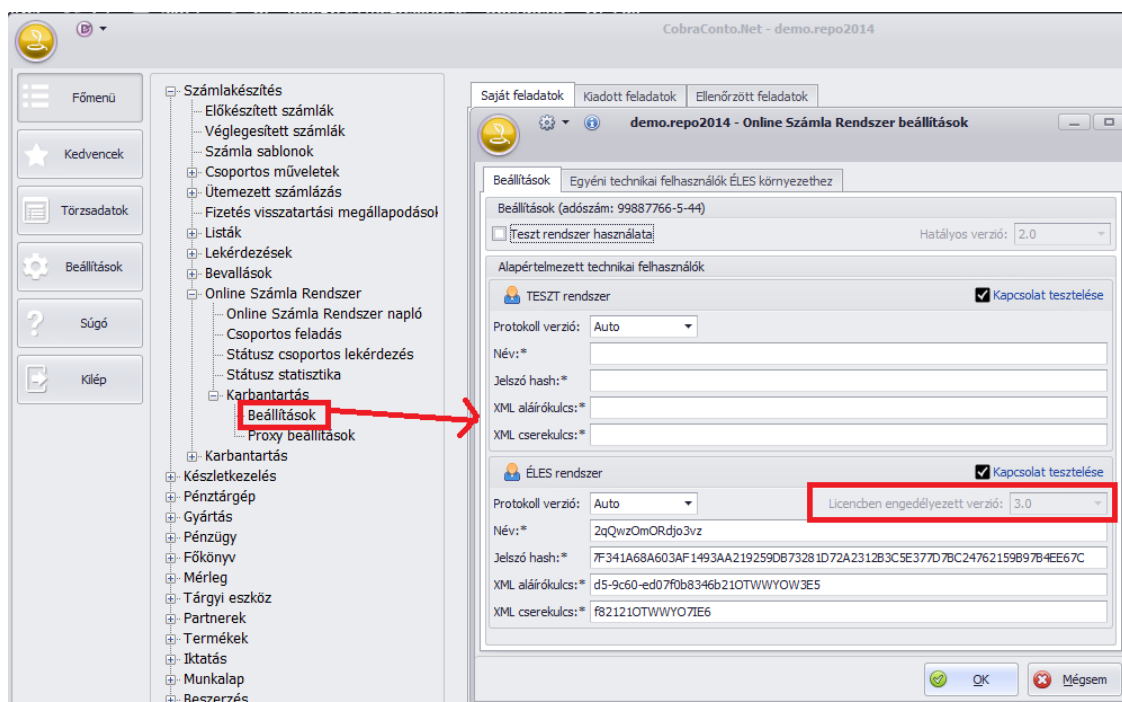 CobraConto.Net - demo.repo2014
Főmenü
Kedvencek
Törzsadatok
Beállítások
Súgó
Kilép
Számlakészítés
Előkészített számlák
Véglegesített számlák
Számla sablonok
Csoportos műveletek
Ütemezett számlázás
Fizetés visszatartási megállapodások
Listák
Lekérdezések
Bevallások
Online Számla Rendszer
Online Számla Rendszer napló
Csoportos feladás
Státusz csoportos lekérdezés
Státusz statisztika
Karbantartás
Beállítások
Proxy beállítások
Karbantartás
Készletkezelés
Pénztárgép
Gyártás
Pénzügy
Főkönyv
Mérleg
Tárgyi eszköz
Partnerek
Termékek
Iktatás
Munkalap
Beszerzés
Saját feladatok Kiadott feladatok Ellenőrzött feladatok
demo.repo2014 - Online Számla Rendszer beállítások
Beállítások Egyéni technikai felhasználók ÉLES környezethez
Beállítások (adószám: 99887766-5-44)
Teszt rendszer használata Hatályos verzió: 2.0
Alapértelmezett technikai felhasználók
TESZT rendszer Kapcsolat tesztelése
Protokoll verzió: Auto
Név:*
Jelszó hash:*
XML aláírókulcs:*
XML cserekulcs:*
ÉLES rendszer Kapcsolat tesztelése
Protokoll verzió: Auto Licencben engedélyezett verzió: 3.0
Név:* 2qQwzOmORdjo3vz
Jelszó hash:* 7F341A68A603AF1493AA219259DB73281D72A2312B3C5E377D7BC24762159B97B4EE67C
XML aláírókulcs:* d5-9c60-ed07f0b8346b21OTWWYOW3E5
XML cserekulcs:* f82121OTWWYO7IE6
OK Mégsem